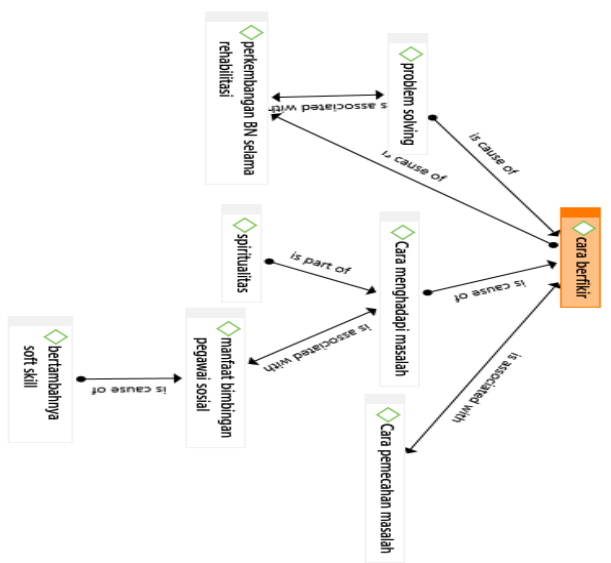 cara berfikir
problem solving
perkembangan BN selama
rehabilitasi
is associated with
is cause of
is cause of
Cara menghadapi masalah
is cause of
spiritualitas
is part of
manfaat bimbingan
pegawai sosial
is associated with
bertambahnya
soft skill
is cause of
Cara pemecahan masalah
is associated with